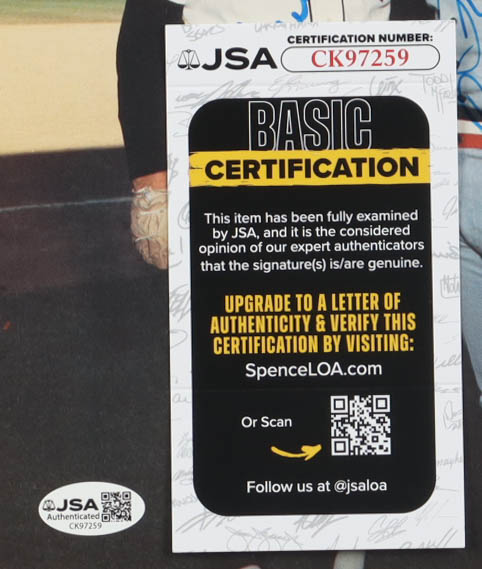 JSA
CERTIFICATION NUMBER:
CK97259
BASIC
CERTIFICATION
This item has been fully examined
by JSA, and it is the considered
opinion of our expert authenticators
that the signature(s) is/are genuine.
UPGRADE TO A LETTER OF
AUTHENTICITY & VERIFY THIS
CERTIFICATION BY VISITING:
SpenceLOA.com
Or Scan
Follow us at @jsaloa
JSA
Authenticated
CK97259